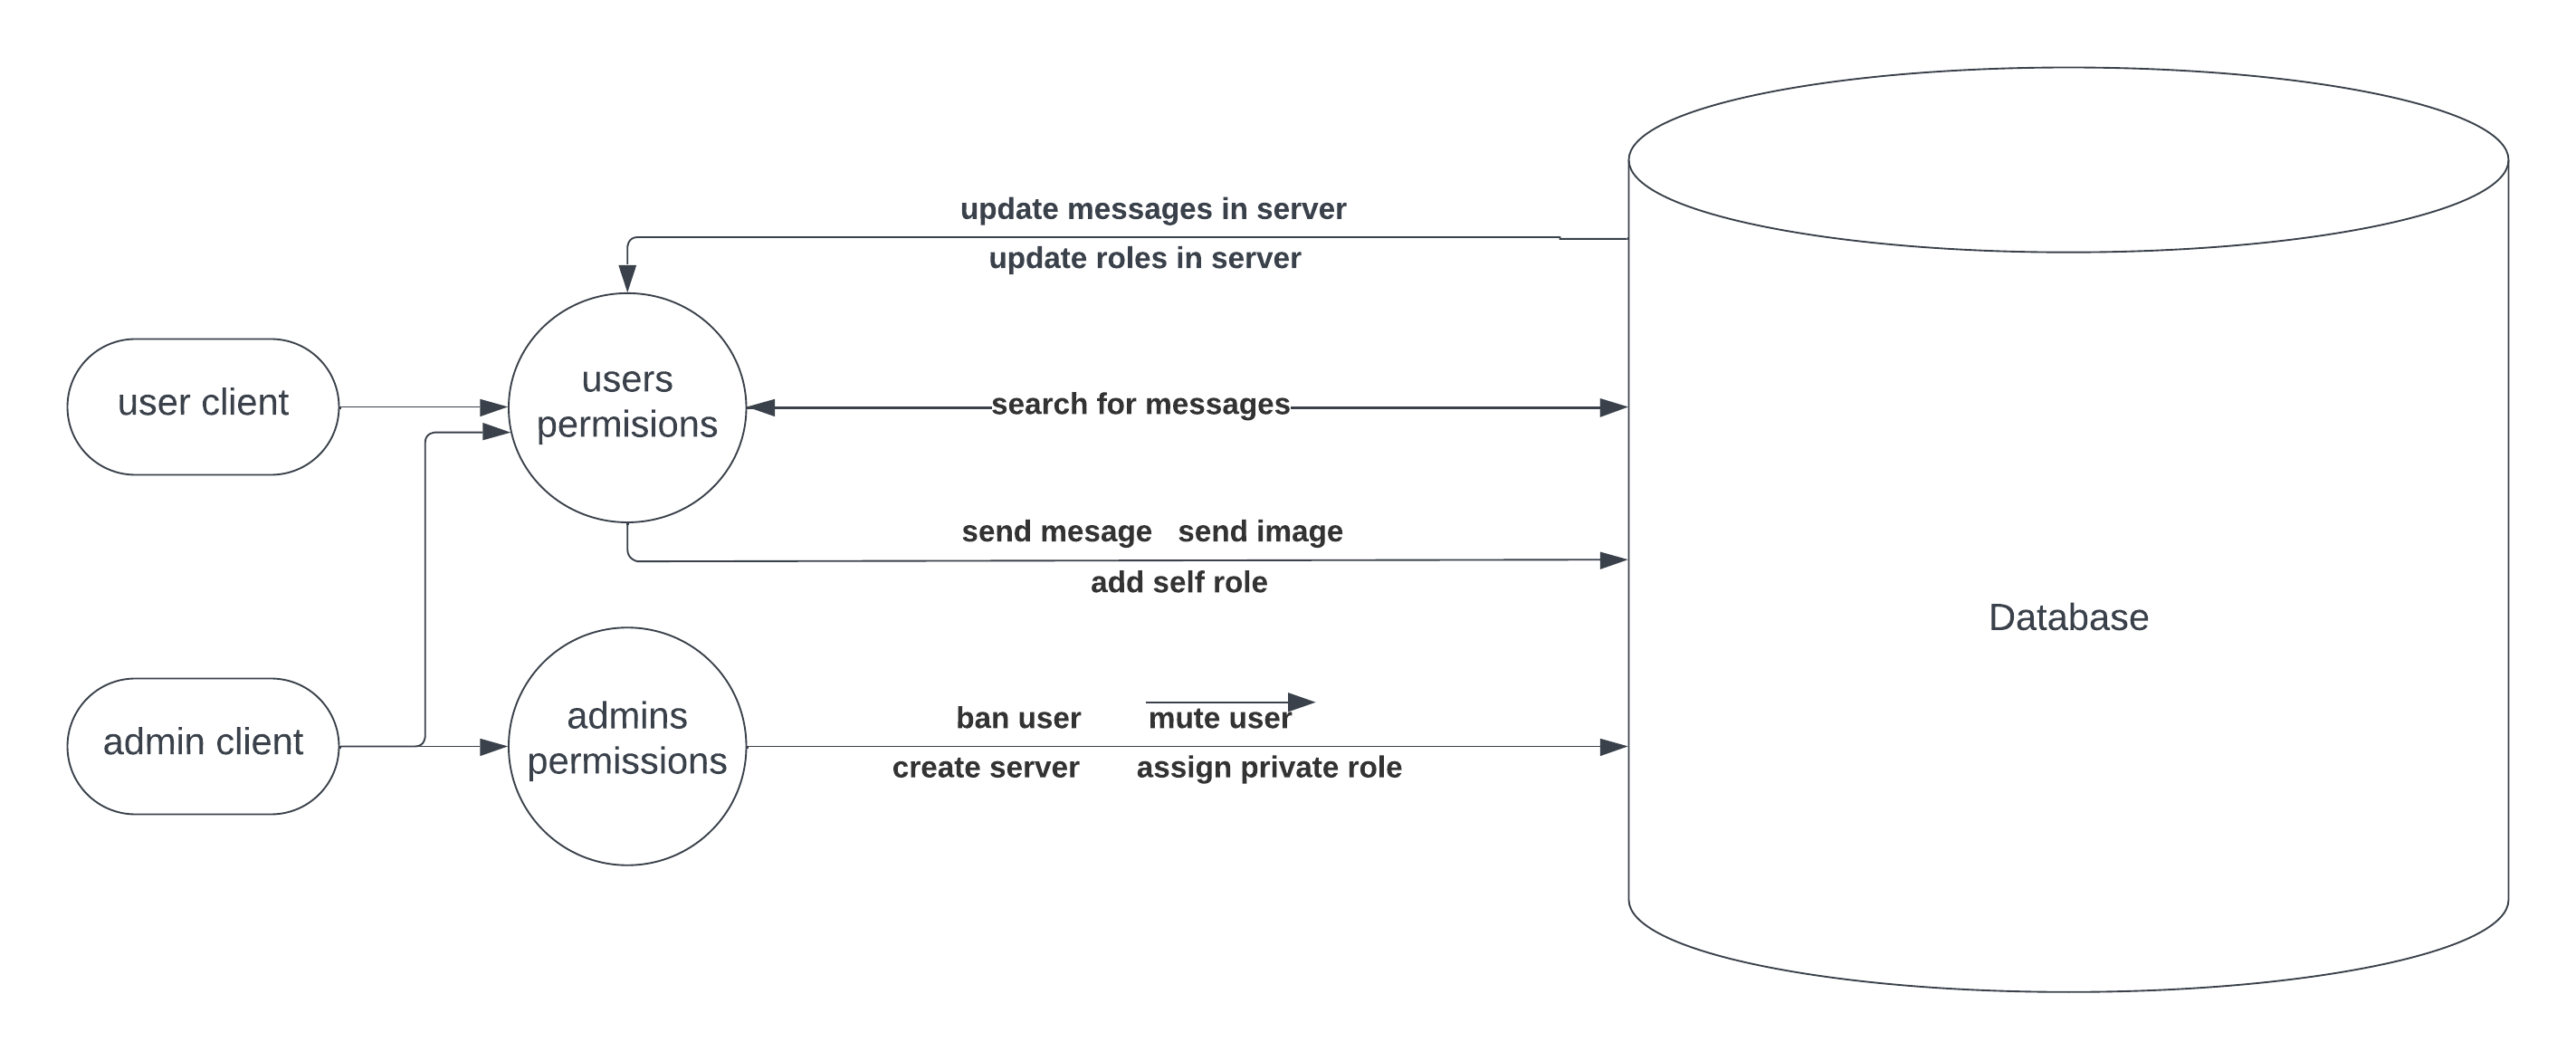 update messages in server
update roles in server
user client
users
permisions
search for messages
send mesage send image
add self role
Database
admin client
admins
permissions
ban user mute user
create server assign private role